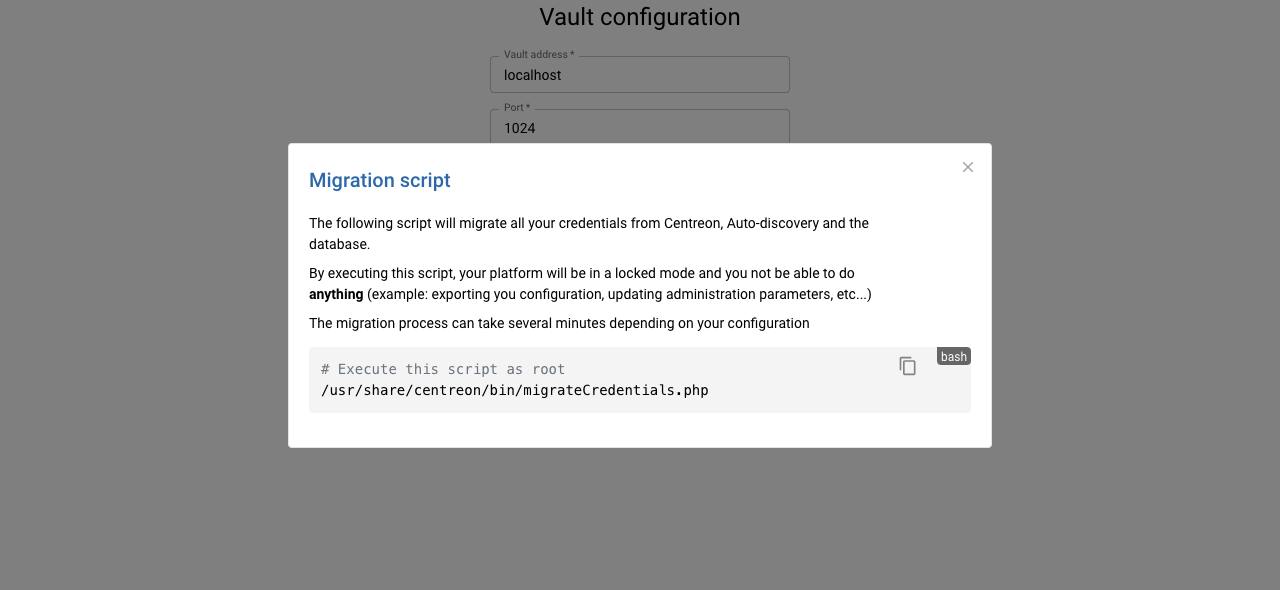 Vault configuration
Vault address *
localhost
Port *
1024
Migration script
The following script will migrate all your credentials from Centreon, Auto-discovery and the
database.
By executing this script, your platform will be in a locked mode and you not be able to do
anything (example: exporting you configuration, updating administration parameters, etc...)
The migration process can take several minutes depending on your configuration
bash
# Execute this script as root
/usr/share/centreon/bin/migrateCredentials.php